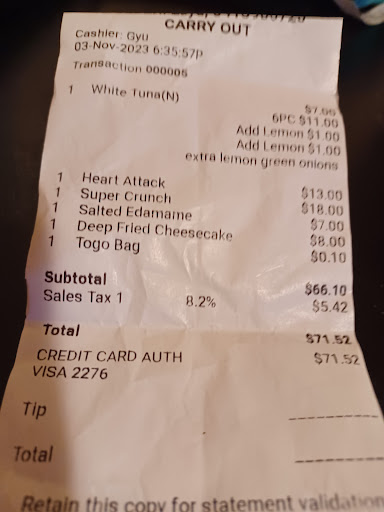 CARRY OUT
Cashier: Gyu
03-Nov-2023 6:35:57p
Transaction 000006
1 White Tuna(N) $7.00
6PC $11.00
Add Lemon $1.00
Add Lemon $1.00
extra lemon green onions
1 Heart Attack $13.00
1 Super Crunch $18.00
1 Salted Edamame $7.00
1 Deep Fried Cheesecake $8.00
1 Togo Bag $0.10
Subtotal $66.10
Sales Tax 1 8.2% $5.42
Total $71.52
CREDIT CARD AUTH $71.52
VISA 2276
Tip
Total
Retain this copy for statement validation